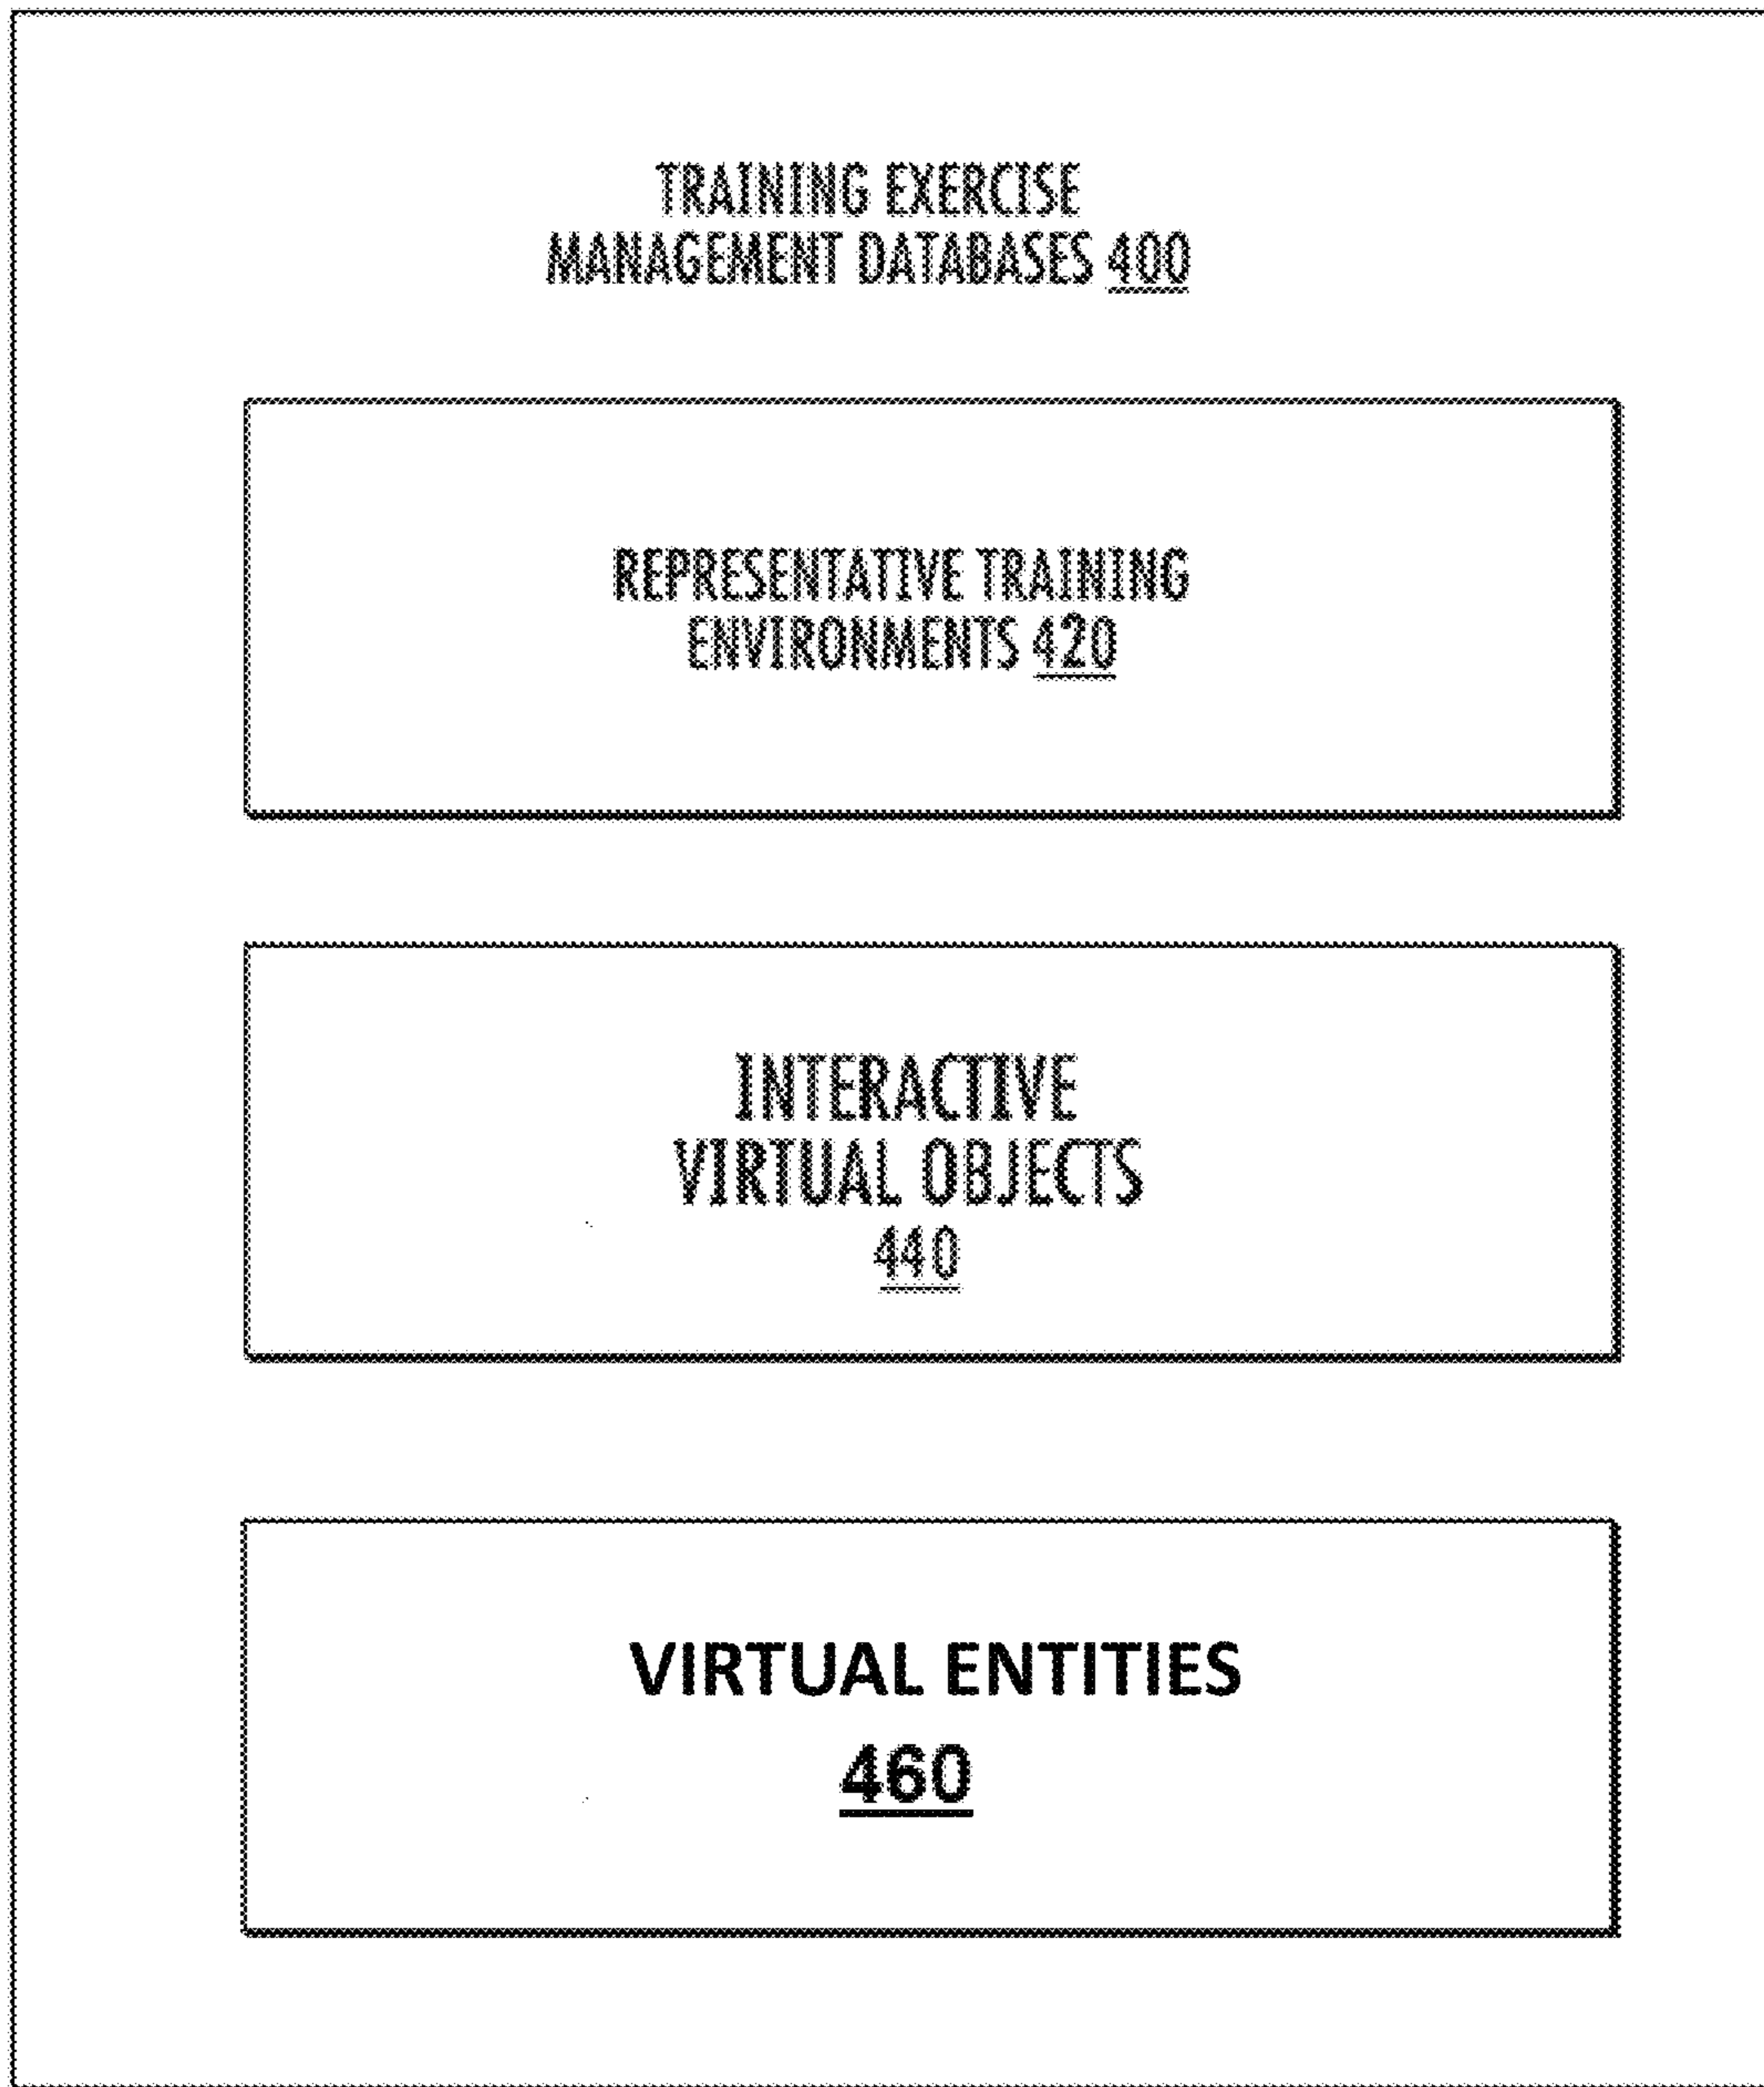 TRAINING EXERCISE
MANAGEMENT DATABASES 400
REPRESENTATIVE TRAINING
ENVIRONMENTS 420
INTERACTIVE
VIRTUAL OBJECTS
440
VIRTUAL ENTITIES
460